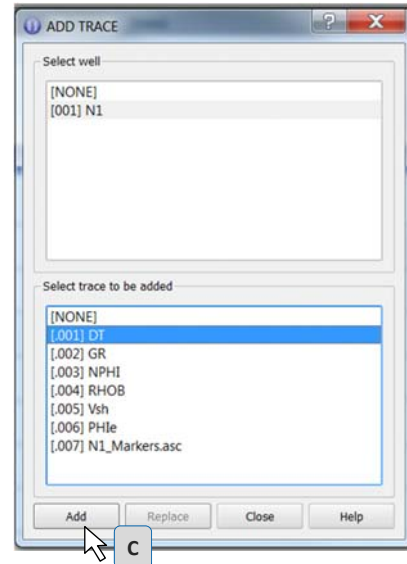 ADD TRACE
?
X
Select well
[NONE]
[001] N1
Select trace to be added
[NONE]
[.001] DT
[.002] GR
[.003] NPHI
[.004] RHOB
[.005] Vsh
[.006] PHIe
[.007] N1_Markers.asc
Add Replace Close Help
C